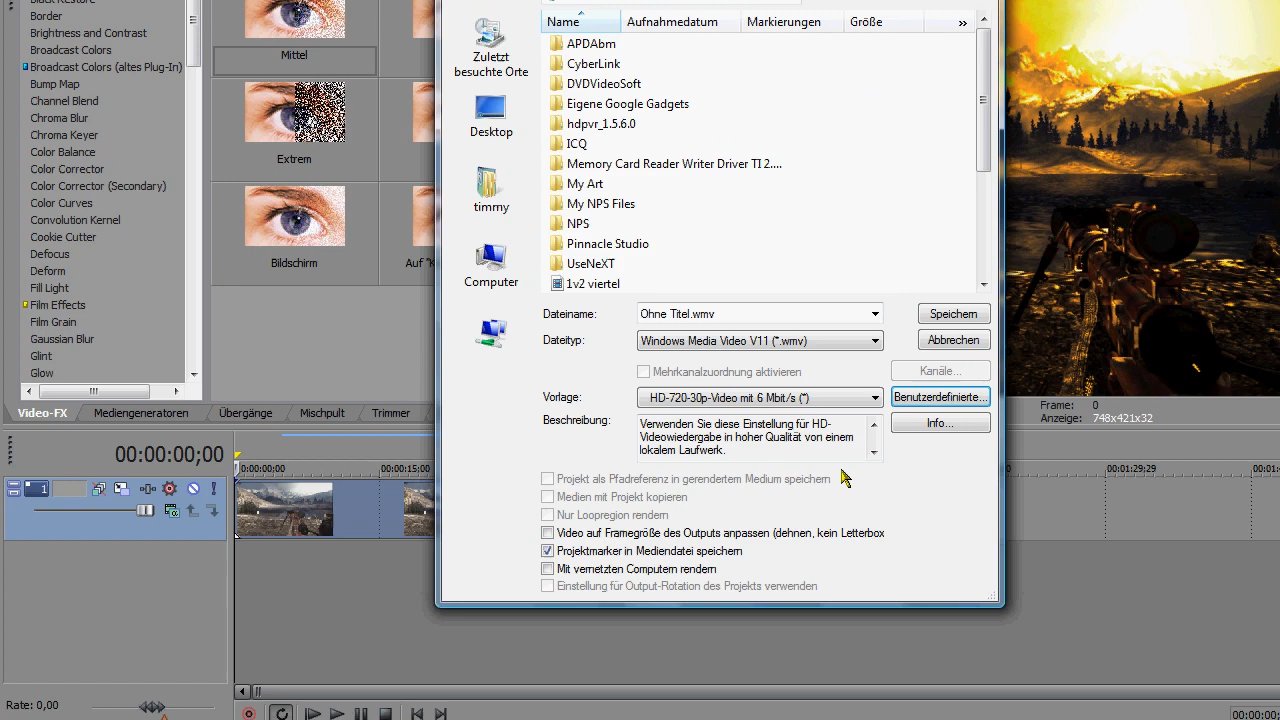 Black Restore
Border
Brightness and Contrast
Broadcast Colors
Broadcast Colors (altes Plug-In)
Bump Map
Channel Blend
Chroma Blur
Chroma Keyer
Color Balance
Color Corrector
Color Corrector (Secondary)
Color Curves
Convolution Kernel
Cookie Cutter
Defocus
Deform
Fill Light
Film Effects
Film Grain
Gaussian Blur
Glint
Glow
Mittel
Extrem
Bildschirm
Auf "K
Video-FX
Mediengeneratoren
Übergänge
Mischpult
Trimmer
Zuletzt
besuchte Orte
Desktop
timmy
Computer
Name
Aufnahmedatum
Markierungen
Größe
»
APDAbm
CyberLink
DVDVideoSoft
Eigene Google Gadgets
hdpvr_1.5.6.0
ICQ
Memory Card Reader Writer Driver TI 2....
My Art
My NPS Files
NPS
Pinnacle Studio
UseNeXT
1v2 viertel
Dateiname:
Ohne Titel.wmv
Speichern
Dateityp:
Windows Media Video V11 (*.wmv)
Abbrechen
Mehrkanalzuordnung aktivieren
Kanäle...
Vorlage:
HD-720-30p-Video mit 6 Mbit/s (*)
Benutzerdefinierte...
Beschreibung:
Verwenden Sie diese Einstellung für HD-
Videowiedergabe in hoher Qualität von einem
lokalem Laufwerk.
Info...
Projekt als Pfadreferenz in gerendertem Medium speichern
Medien mit Projekt kopieren
Nur Loopregion rendern
Video auf Framegröße des Outputs anpassen (dehnen, kein Letterbox
Projektmarker in Mediendatei speichern
Mit vernetzten Computern rendern
Einstellung für Output-Rotation des Projekts verwenden
Frame: 0
Anzeige: 748x421x32
00:00:00;00
0:00:00:00
00:00:15:00
00:01:29;29
00:01:
1
Rate: 0,00
00:00:00: